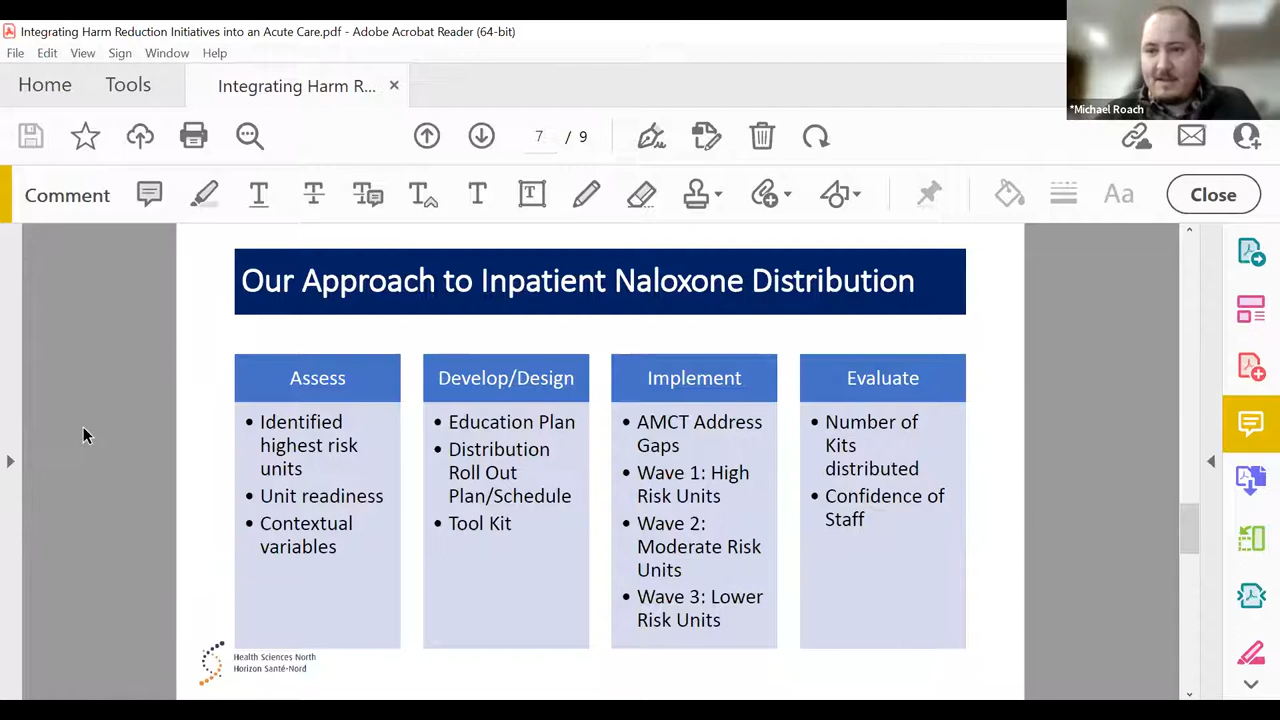 Integrating Harm Reduction Initiatives into an Acute Care.pdf - Adobe Acrobat Reader (64-bit)
File Edit View Sign Window Help
Home Tools Integrating Harm R... ×
7 / 9
*Michael Roach
Comment
Aa
Close
Our Approach to Inpatient Naloxone Distribution
Assess
• Identified
highest risk
units
• Unit readiness
• Contextual
variables
Develop/Design
• Education Plan
• Distribution
Roll Out
Plan/Schedule
• Tool Kit
Implement
• AMCT Address
Gaps
• Wave 1: High
Risk Units
• Wave 2:
Moderate Risk
Units
• Wave 3: Lower
Risk Units
Evaluate
• Number of
Kits
distributed
• Confidence of
Staff
Health Sciences North
Horizon Santé-Nord